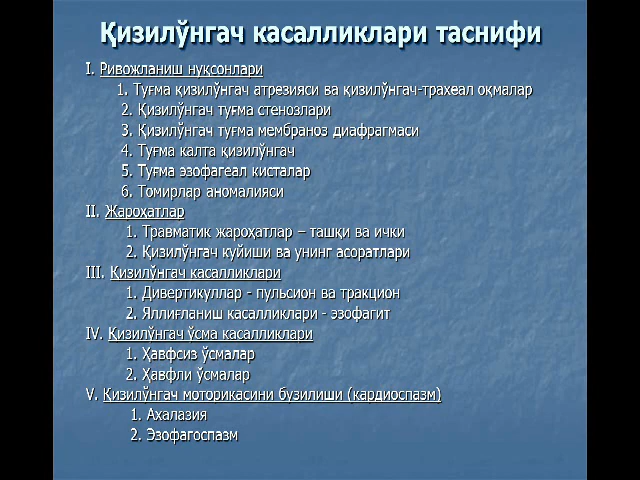 Қизилўнгач касалликлари таснифи
I. Ривожланиш нуқсонлари
1. Туғма қизилўнгач атрезияси ва қизилўнгач-трахеал оқмалар
2. Қизилўнгач туғма стенозлари
3. Қизилўнгач туғма мембраноз диафрагмаси
4. Туғма калта қизилўнгач
5. Туғма эзофагеал кисталар
6. Томирлар аномалияси
II. Жароҳатлар
1. Травматик жароҳатлар – ташқи ва ички
2. Қизилўнгач куйиши ва унинг асоратлари
III. Қизилўнгач касалликлари
1. Дивертикуллар - пульсион ва тракцион
2. Яллиғланиш касалликлари - эзофагит
IV. Қизилўнгач ўсма касалликлари
1. Ҳавфсиз ўсмалар
2. Ҳавфли ўсмалар
V. Қизилўнгач моторикасини бузилиши (кардиоспазм)
1. Ахалазия
2. Эзофагоспазм